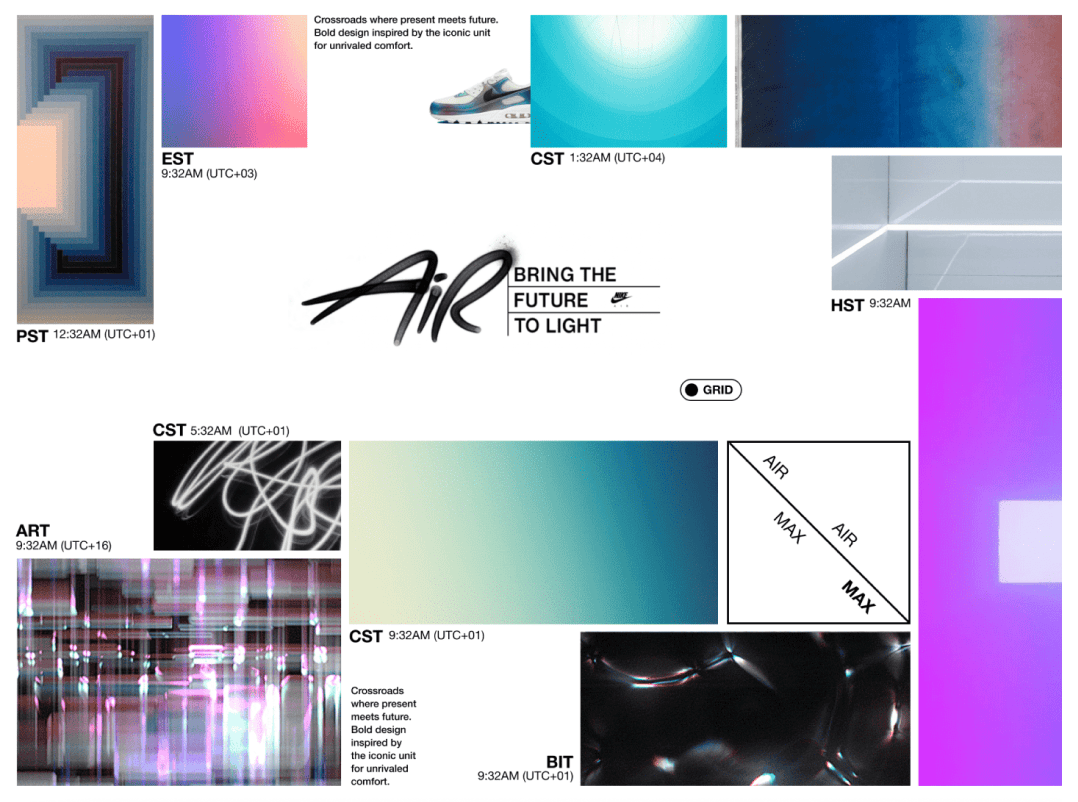 Crossroads where present meets future.
Bold design inspired by the iconic unit
for unrivaled comfort.
EST
9:32AM (UTC+03)
CST 1:32AM (UTC+04)
HST 9:32AM
PST 12:32AM (UTC+01)
AiR
BRING THE
FUTURE
NIKE
AIR
TO LIGHT
GRID
CST 5:32AM (UTC+01)
AIR
MAX
AIR
MAX
ART
9:32AM (UTC+16)
CST 9:32AM (UTC+01)
Crossroads
where present
meets future.
Bold design
inspired by
the iconic unit
for unrivaled
comfort.
BIT
9:32AM (UTC+01)